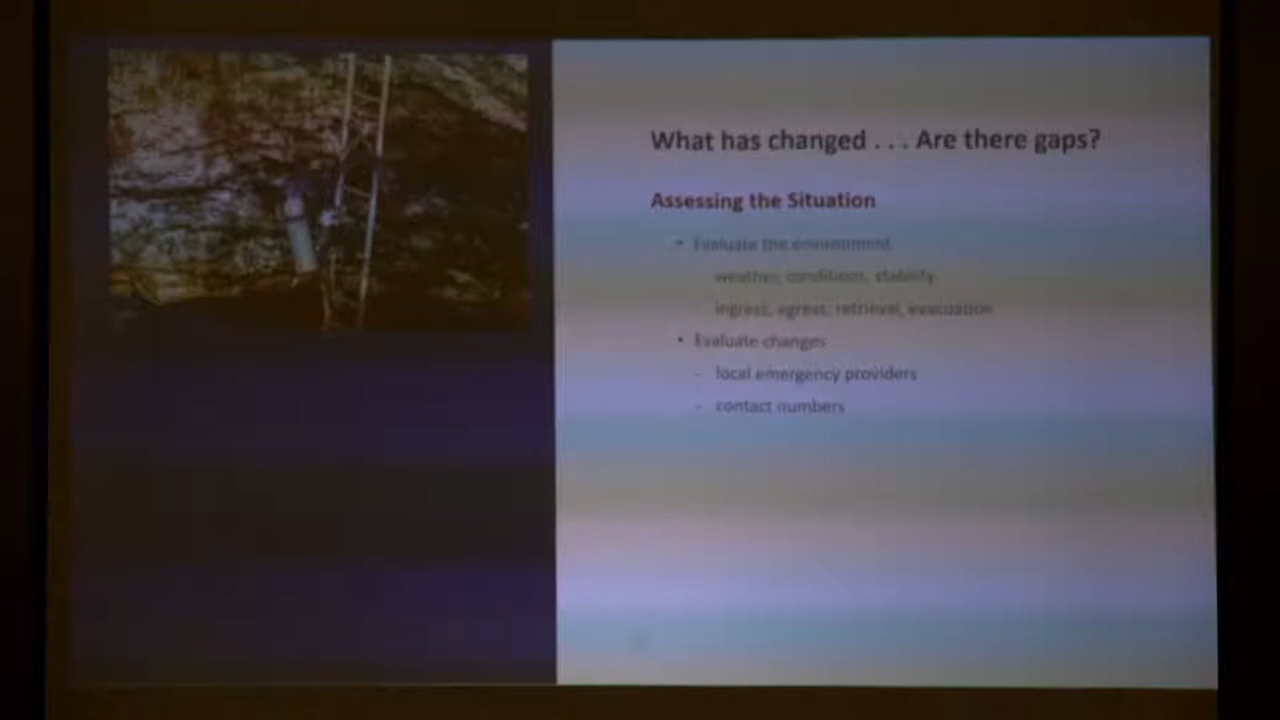 What has changed . . . Are there gaps?
Assessing the Situation
• Evaluate the environment
- weather, conditions, stability
ingress, egress, retrieval, evacuation
• Evaluate changes
- local emergency providers
- contact numbers